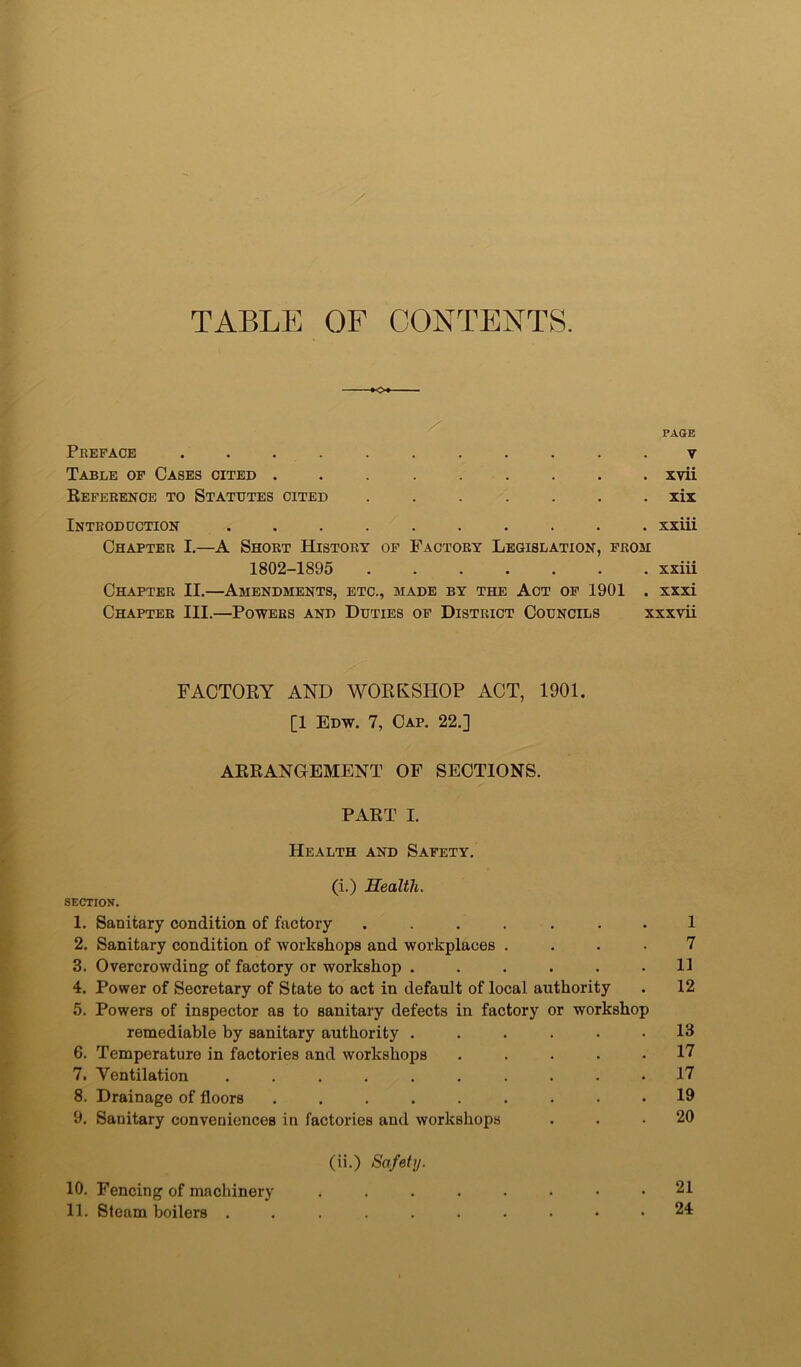 TABLE OF CONTENTS.
PAGE
PREFACE . . . . . . . . . . . v
TABLE OF CASES CITED . . . . . . . . . xvii
REFERENCE TO STATUTES CITED . . . . . . . xix
INTRODUCTION . . . . . . . . . . xxiii
CHAPTER I.—A SHORT HISTORY OF FACTORY LEGISLATION, FROM
1802-1895 . . . . . . . xxiii
CHAPTER II.—AMENDMENTS, ETC., MADE BY THE ACT OF 1901 . xxxi
CHAPTER III.—POWERS AND DUTIES OF DISTRICT COUNCILS xxxvii
FACTORY AND WORKSHOP ACT, 1901.
[1 EDW. 7, CAP. 22.]
ARRANGEMENT OF SECTIONS.
PART I.
HEALTH AND SAFETY.
(i.) Health.
SECTION.
1. Sanitary condition of factory . . . . . . . 1
2. Sanitary condition of workshops and workplaces . . . . 7
3. Overcrowding of factory or workshop . . . . . . 11
4. Power of Secretary of State to act in default of local authority . 12
5. Powers of inspector as to sanitary defects in factory or workshop
remediable by sanitary authority . . . . . . 13
6. Temperature in factories and workshops . . . . . 17
7. Ventilation . . . . . . . . . . 17
8. Drainage of floors . . . . . . . . . 19
9. Sanitary conveniences in factories and workshops . . . 20
(ii.) Safety.
10. Fencing of machinery . . . . . . . . 21
11. Steam boilers . . . . . . . . . . 24